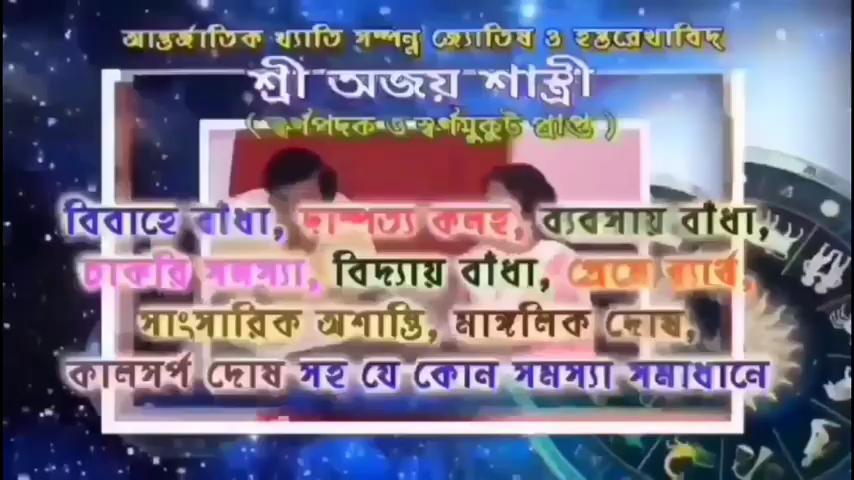 আন্তর্জাতিক খ্যাতি সম্পন্ন জ্যোতিষ ও হস্তরেখাবিদ্
শ্রী অজয় শাস্ত্রী
( স্বর্ণপদক ও স্বর্ণমুকুট প্রাপ্ত )
বিবাহে বাঁধা, দাম্পত্য কলহ, ব্যবসায় বাঁধা,
চাকরি সমস্যা, বিদ্যায় বাঁধা, প্রেমে ব্যার্থ,
সাংসারিক অশান্তি, মাঙ্গলিক দোষ,
কালসর্প দোষ সহ যে কোন সমস্যা সমাধানে